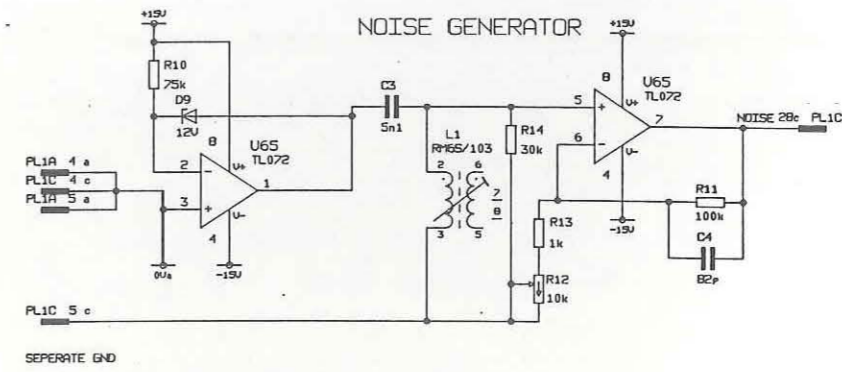 NOISE GENERATOR
+15V
R10
75k
D9
12V
8
U65
TL072
V+
2
-
1
3
+
V-
4
0Va
-15V
PL1A 4 a
PL1C 4 c
PL1A 5 a
PL1C 5 c
SEPERATE GND
C3
5n1
L1
RM6S/103
2
6
7
8
3
5
R14
30k
+15V
8
U65
TL072
5
+
V+
7
6
-
V-
4
-15V
NOISE 28c PL1C
R13
1k
R12
10k
R11
100k
C4
82p